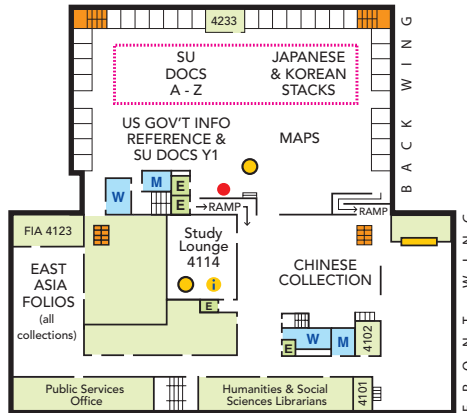 4233
SU
DOCS
A - Z
JAPANESE
& KOREAN
STACKS
BACK WING
US GOV'T INFO
REFERENCE &
SU DOCS Y1
MAPS
W
M
E
E
→RAMP
→RAMP
FIA 4123
Study
Lounge
4114
i
EAST
ASIA
FOLIOS
(all
collections)
CHINESE
COLLECTION
E
W
M
E
4102
FRONT WING
Public Services
Office
Humanities & Social
Sciences Librarians
4101